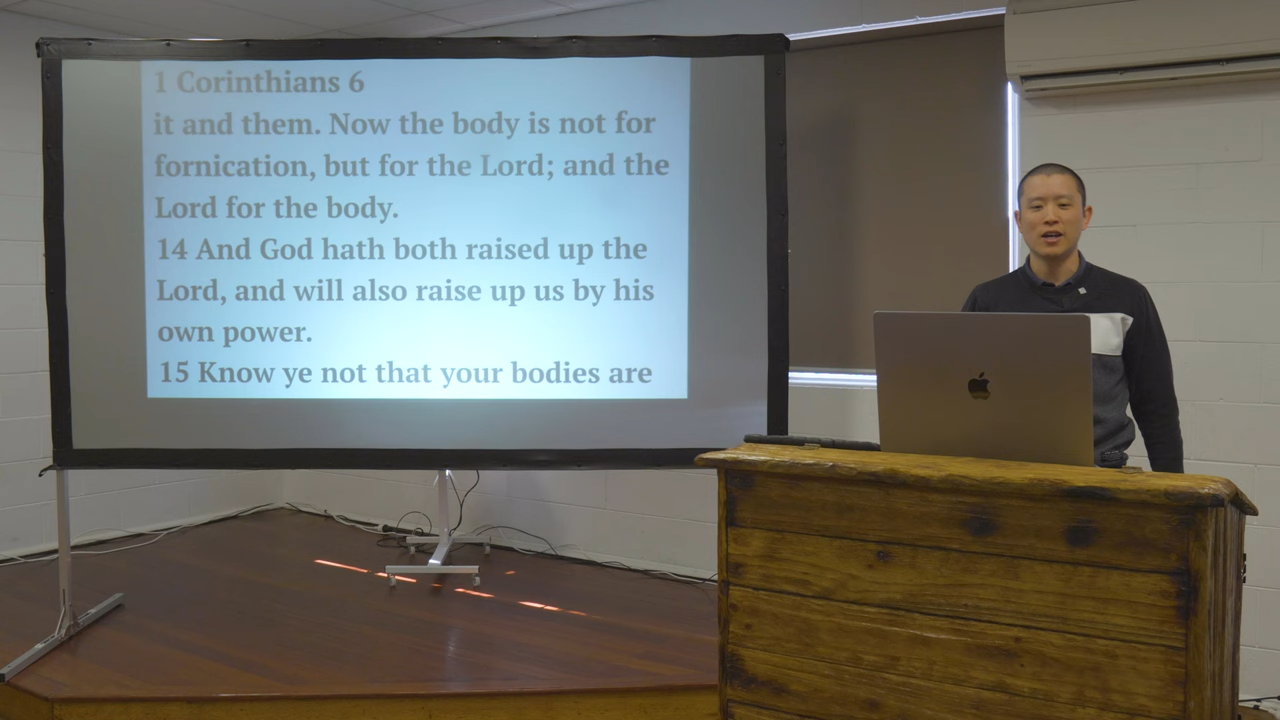 1 Corinthians 6
it and them. Now the body is not for
fornication, but for the Lord; and the
Lord for the body.
14 And God hath both raised up the
Lord, and will also raise up us by his
own power.
15 Know ye not that your bodies are